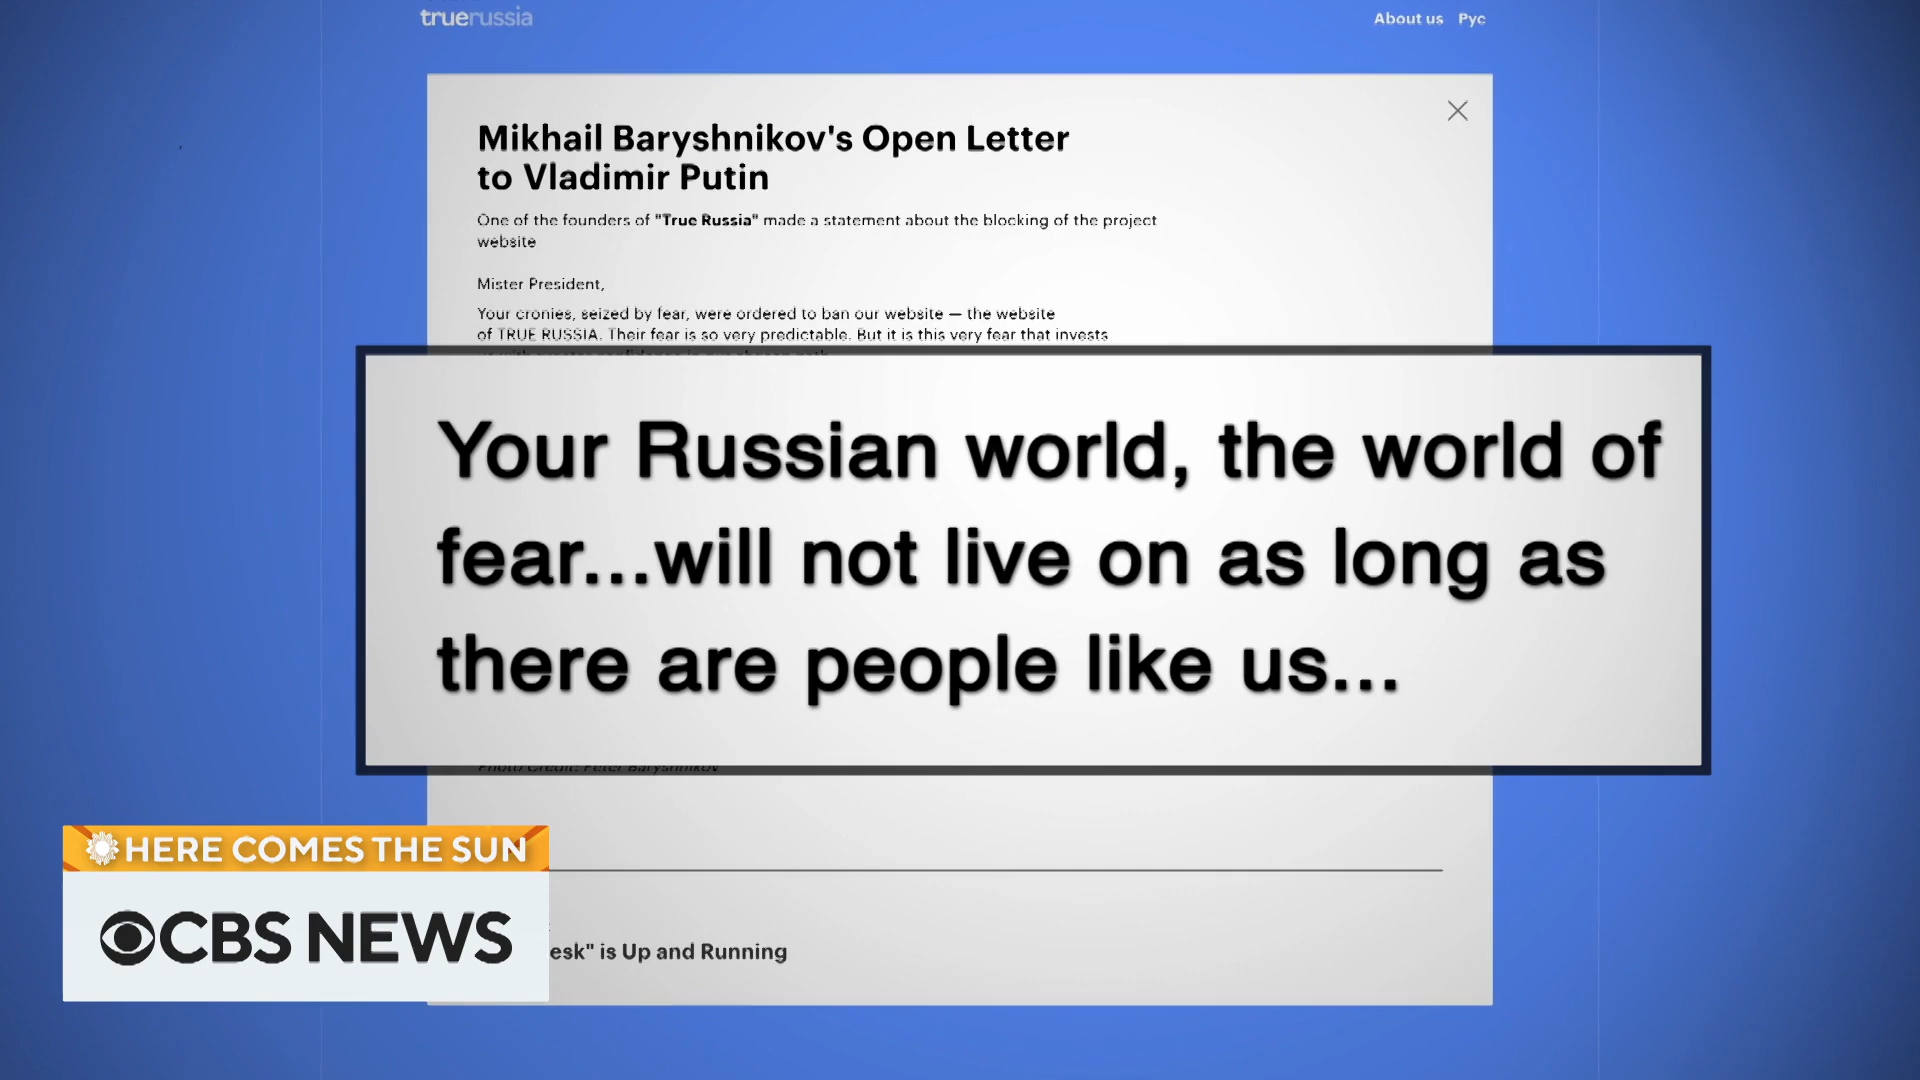 truerussia
About us Рус
Mikhail Baryshnikov's Open Letter
to Vladimir Putin
One of the founders of "True Russia" made a statement about the blocking of the project
website
Mister President,
Your cronies, seized by fear, were ordered to ban our website — the website
of TRUE RUSSIA. Their fear is so very predictable. But it is this very fear that invests
Your Russian world, the world of
fear...will not live on as long as
there are people like us...
Photo Credit: Peter Baryshnikov
HERE COMES THE SUN
CBS NEWS
esk" is Up and Running